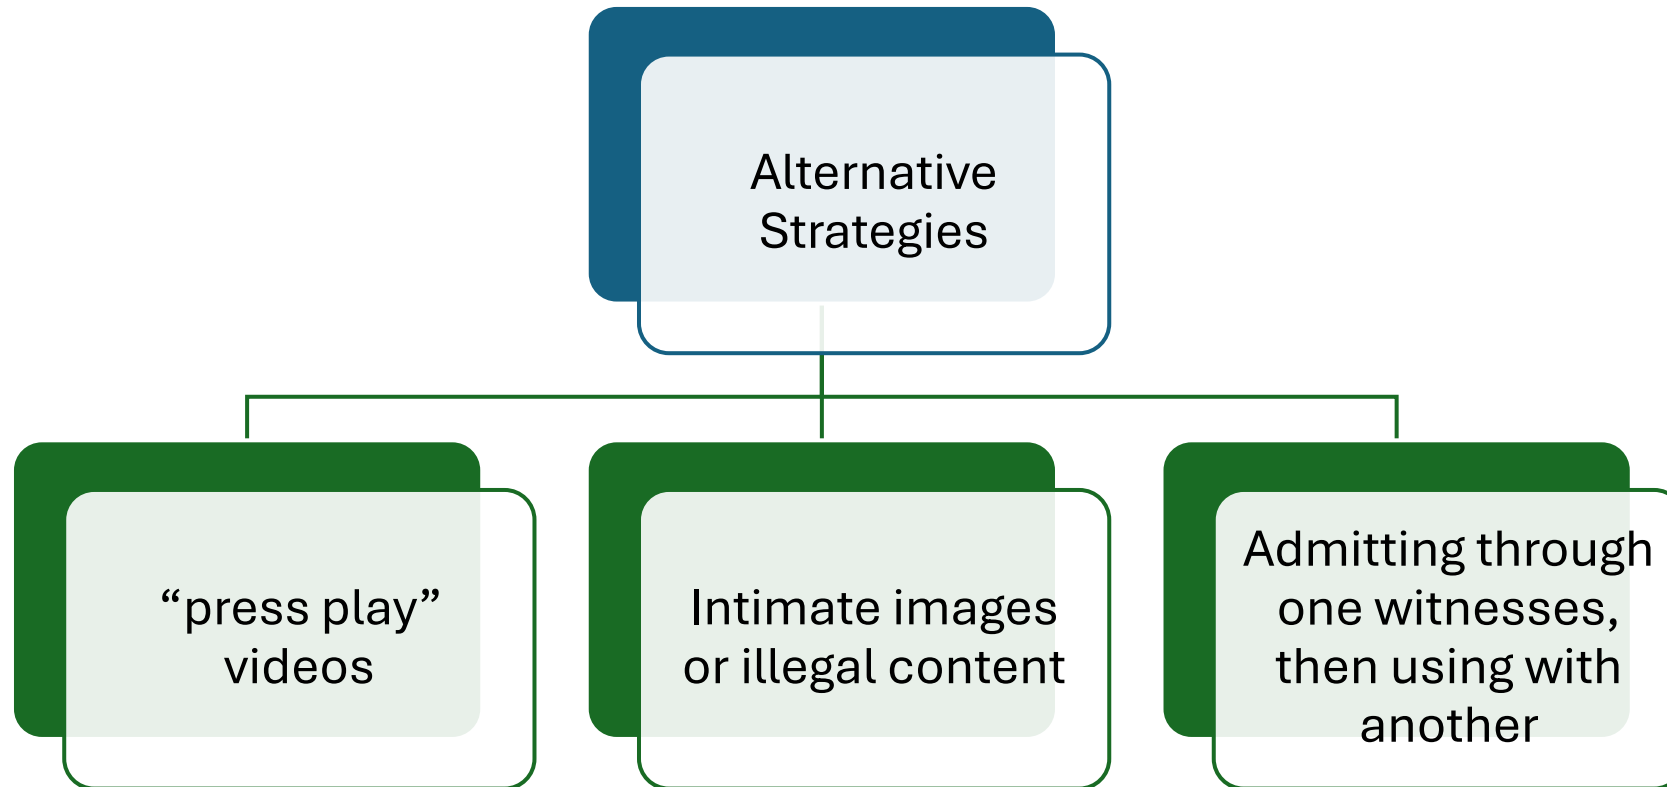 Alternative
Strategies
“press play”
videos
Intimate images
or illegal content
Admitting through
one witnesses,
then using with
another